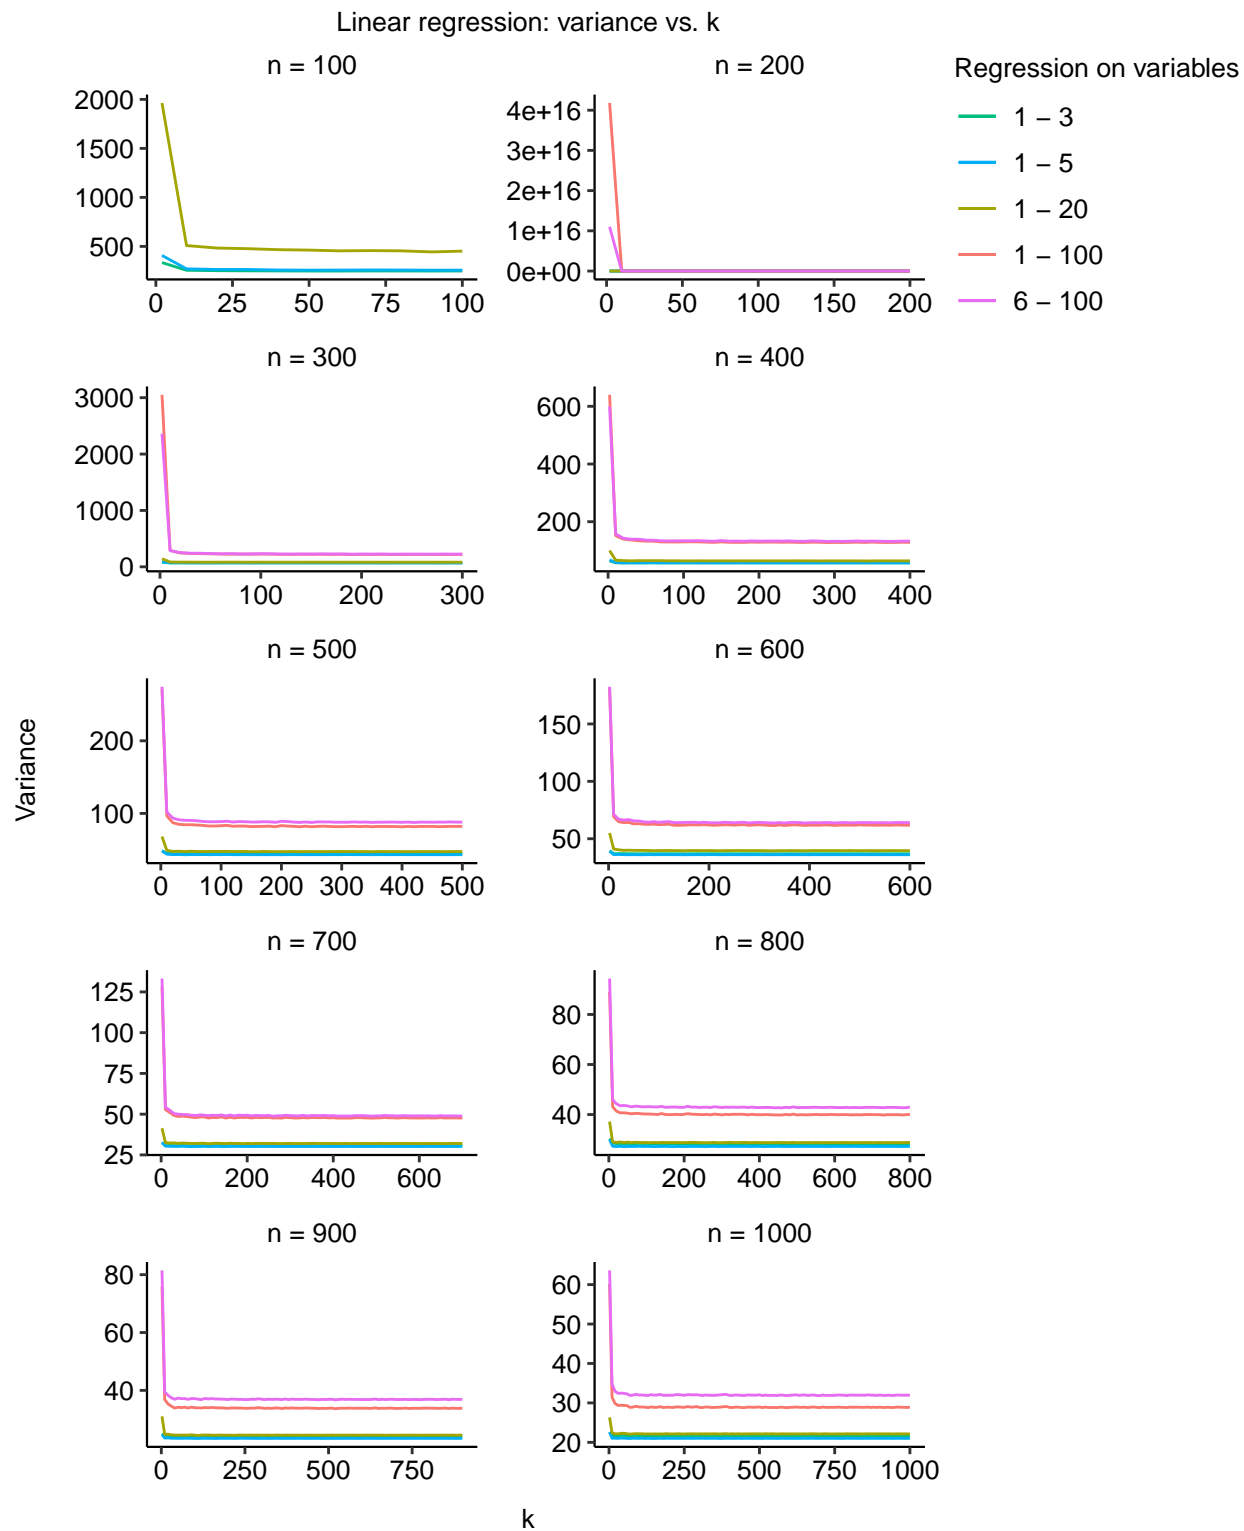 Linear regression: variance vs. k
n = 100
n = 200
Regression on variables
1 − 3
1 − 5
1 − 20
1 − 100
6 − 100
2000
1500
1000
500
0 25 50 75 100
4e+16
3e+16
2e+16
1e+16
0e+00
0 50 100 150 200
n = 300
n = 400
3000
2000
1000
0
0 100 200 300
600
400
200
0 100 200 300 400
n = 500
n = 600
Variance
200
100
0 100 200 300 400 500
150
100
50
0 200 400 600
n = 700
n = 800
125
100
75
50
25
0 200 400 600
80
60
40
0 200 400 600 800
n = 900
n = 1000
80
60
40
0 250 500 750
60
50
40
30
20
0 250 500 750 1000
k